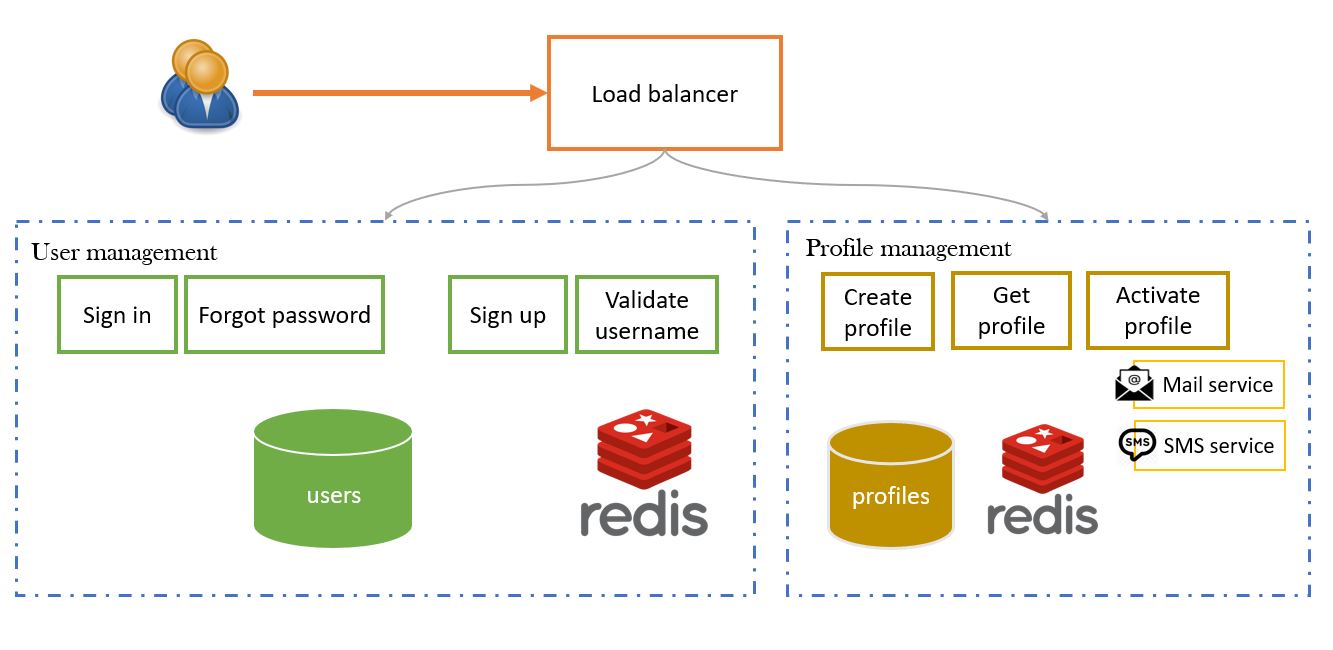 Load balancer
User management
Sign in
Forgot password
Sign up
Validate
username
users
redis
Profile management
Create
profile
Get
profile
Activate
profile
@
Mail service
SMS
SMS service
profiles
redis